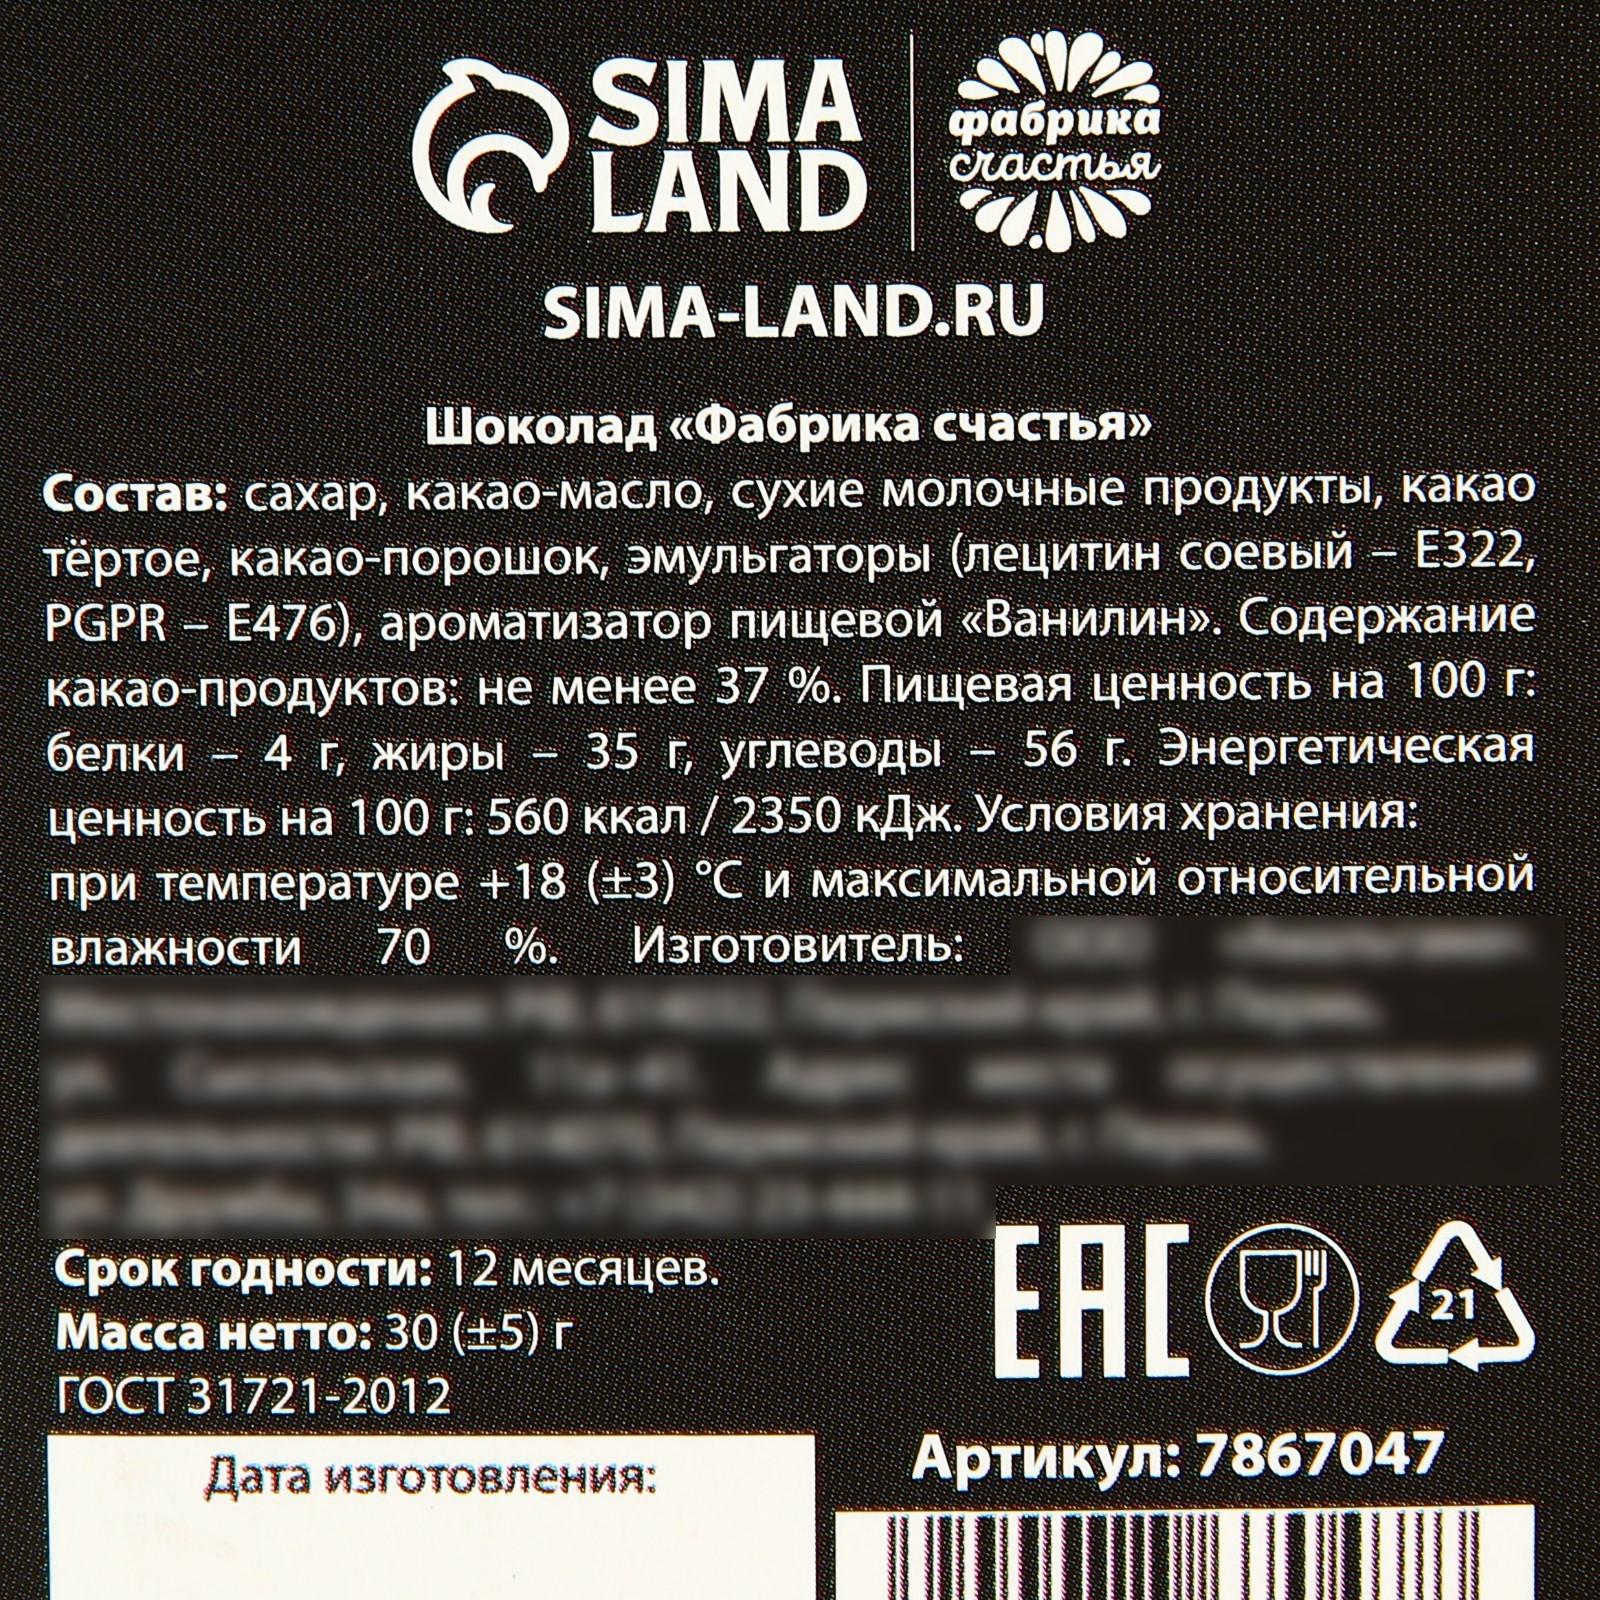 SIMA
LAND
фабрика
счастья
SIMA-LAND.RU
Шоколад «Фабрика счастья»
Состав: сахар, какао-масло, сухие молочные продукты, какао
тёртое, какао-порошок, эмульгаторы (лецитин соевый – Е322,
PGPR – Е476), ароматизатор пищевой «Ванилин». Содержание
какао-продуктов: не менее 37 %. Пищевая ценность на 100 г:
белки – 4 г, жиры – 35 г, углеводы – 56 г. Энергетическая
ценность на 100 г: 560 ккал / 2350 кДж. Условия хранения:
при температуре +18 (±3) °С и максимальной относительной
влажности 70 %. Изготовитель:
Срок годности: 12 месяцев.
Масса нетто: 30 (±5) г
ГОСТ 31721-2012
EAC
21
Дата изготовления:
Артикул: 7867047